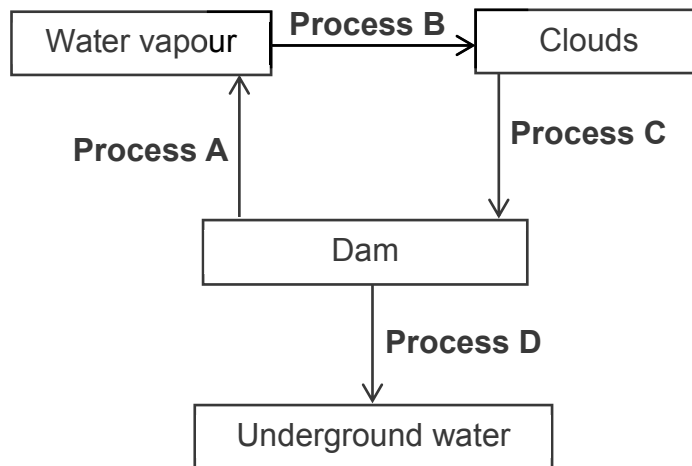 Water vapour
Process B
Clouds
Process A
Process C
Dam
Process D
Underground water